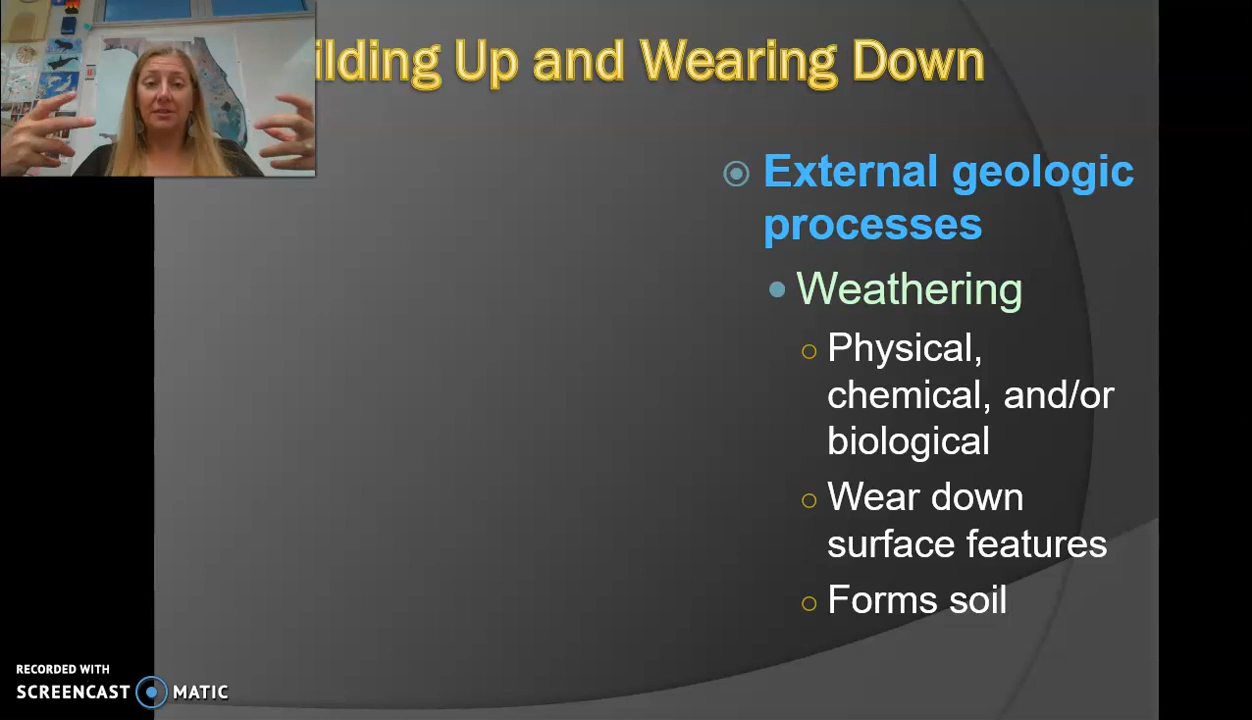 ilding Up and Wearing Down
External geologic
processes
Weathering
Physical,
chemical, and/or
biological
Wear down
surface features
Forms soil
RECORDED WITH
SCREENCAST MATIC